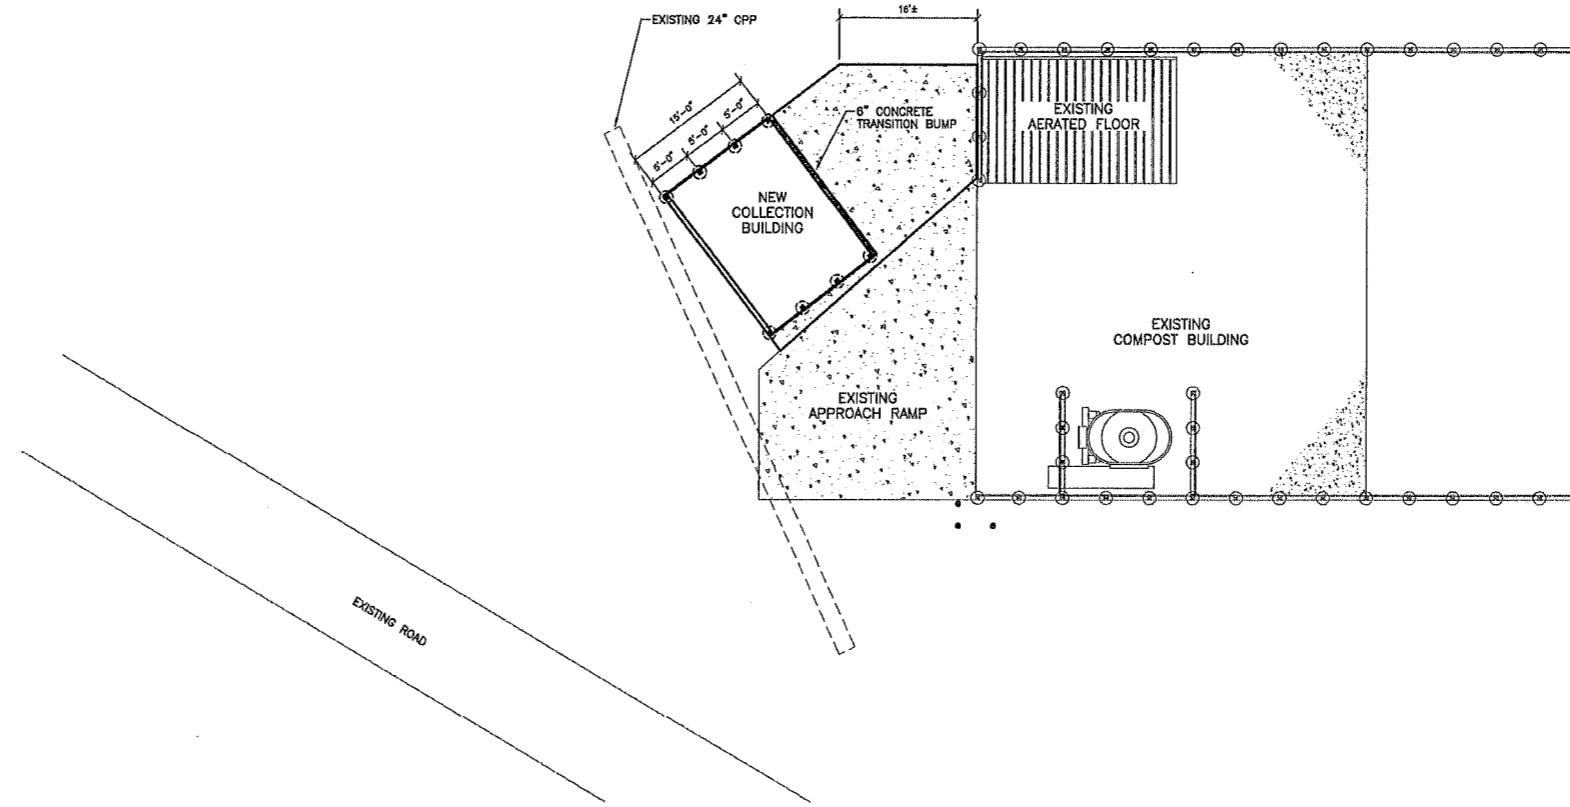 EXISTING 24" CPP
16'±
15'-0"
5'-0"
5'-0"
5'-0"
6" CONCRETE
TRANSITION BUMP
EXISTING
AERATED FLOOR
NEW
COLLECTION
BUILDING
EXISTING
COMPOST BUILDING
EXISTING
APPROACH RAMP
EXISTING ROAD